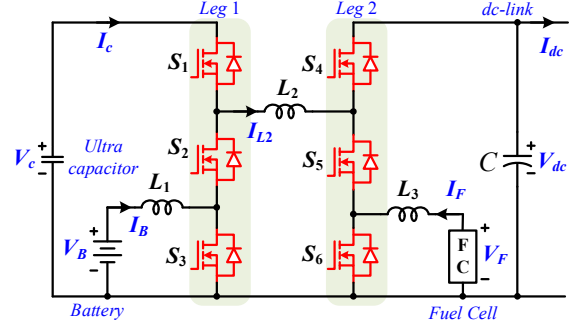 Leg 1
Leg 2
dc-link
I_c
I_dc
S_1
S_4
L_2
I_L2
V_c
Ultra
capacitor
S_2
S_5
C
V_dc
L_1
L_3
I_F
I_B
V_B
S_3
S_6
F
C
V_F
Battery
Fuel Cell
+
−
+
−
+
−
+
−